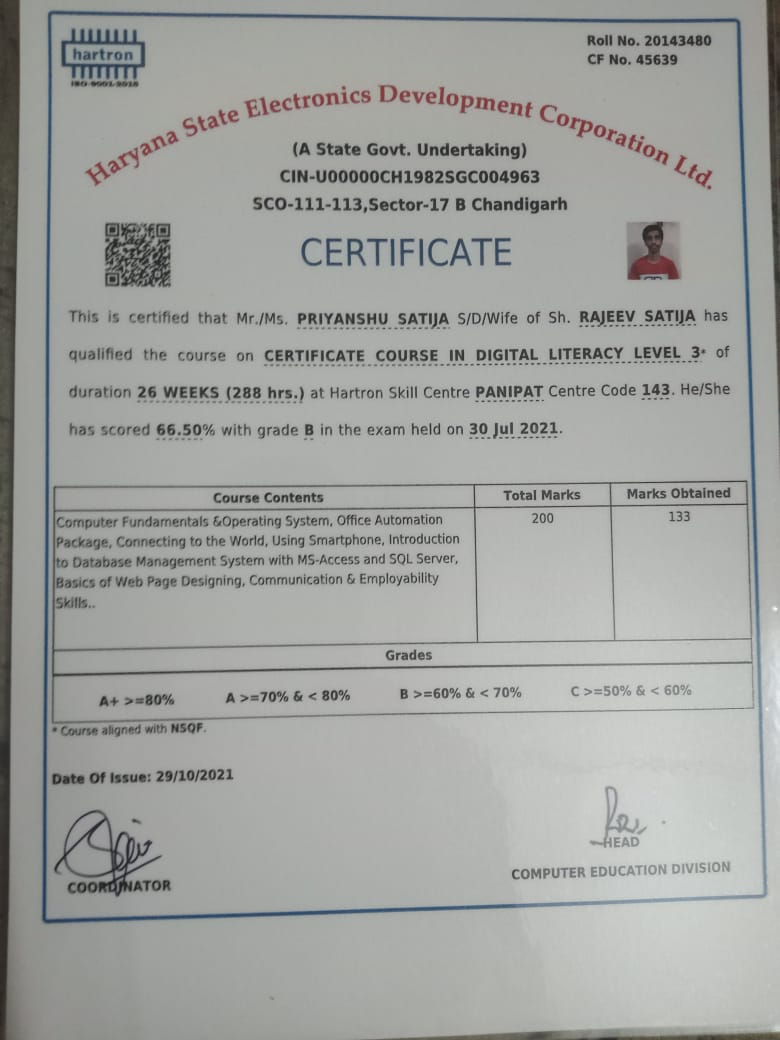 hartron
ISO-9001-2015
Roll No. 20143480
CF No. 45639
Haryana State Electronics Development Corporation Ltd.
(A State Govt. Undertaking)
CIN-U00000CH1982SGC004963
SCO-111-113,Sector-17 B Chandigarh
CERTIFICATE
This is certified that Mr./Ms. PRIYANSHU SATIJA S/D/Wife of Sh. RAJEEV SATIJA has
qualified the course on CERTIFICATE COURSE IN DIGITAL LITERACY LEVEL 3* of
duration 26 WEEKS (288 hrs.) at Hartron Skill Centre PANIPAT Centre Code 143. He/She
has scored 66.50% with grade B in the exam held on 30 Jul 2021.
Course Contents Total Marks Marks Obtained
Computer Fundamentals &Operating System, Office Automation 200 133
Package, Connecting to the World, Using Smartphone, Introduction
to Database Management System with MS-Access and SQL Server,
Basics of Web Page Designing, Communication & Employability
Skills..
Grades
A+ >=80% A >=70% & < 80% B >=60% & < 70% C >=50% & < 60%
* Course aligned with NSQF.
Date Of Issue: 29/10/2021
COORDINATOR
HEAD
COMPUTER EDUCATION DIVISION